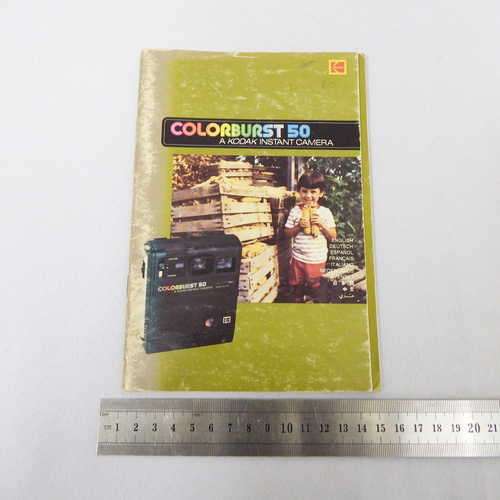 COLORBURST 50
A KODAK INSTANT CAMERA
ENGLISH
DEUTSCH
ESPAÑOL
FRANÇAIS
ITALIANO
COLORBURST 50
1 2 3 4 5 6 7 8 9 10 11 12 13 14 15 16 17 18 19 20 21